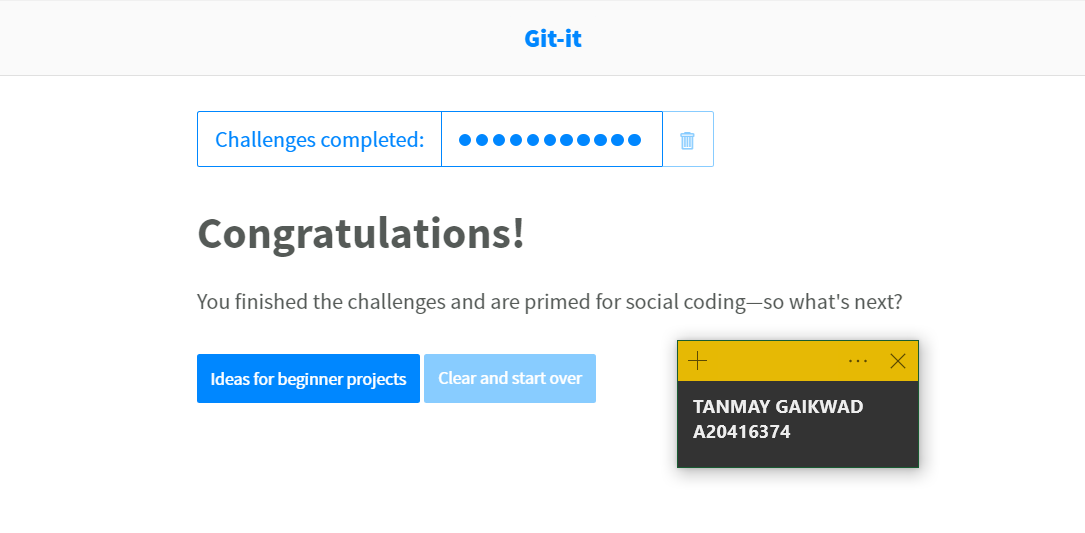 Git-it
Challenges completed:
Congratulations!
You finished the challenges and are primed for social coding—so what's next?
Ideas for beginner projects
Clear and start over
TANMAY GAIKWAD
A20416374